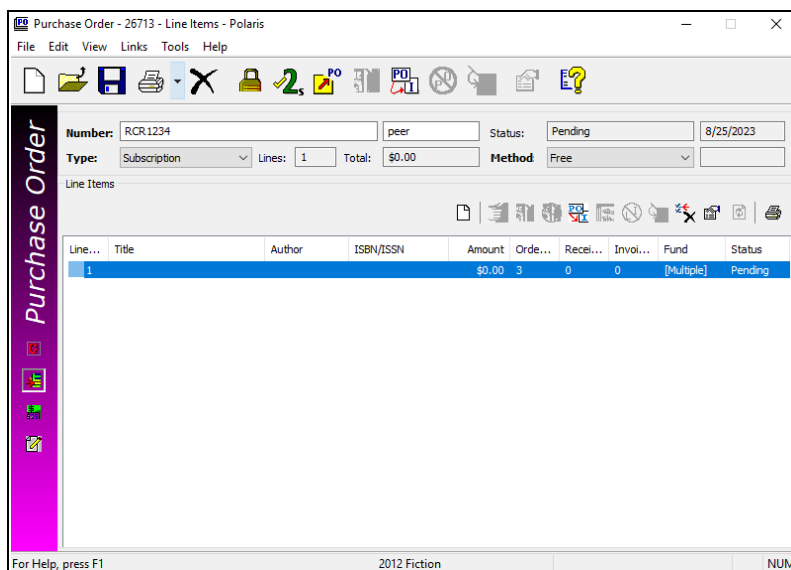 Purchase Order - 26713 - Line Items - Polaris
File Edit View Links Tools Help
Purchase Order
Number: RCR1234 peer Status: Pending 8/25/2023
Type: Subscription Lines: 1 Total: $0.00 Method: Free
Line Items
Line... Title Author ISBN/ISSN Amount Orde... Recei... Invoi... Fund Status
1 $0.00 3 0 0 [Multiple] Pending
For Help, press F1 2012 Fiction NUM